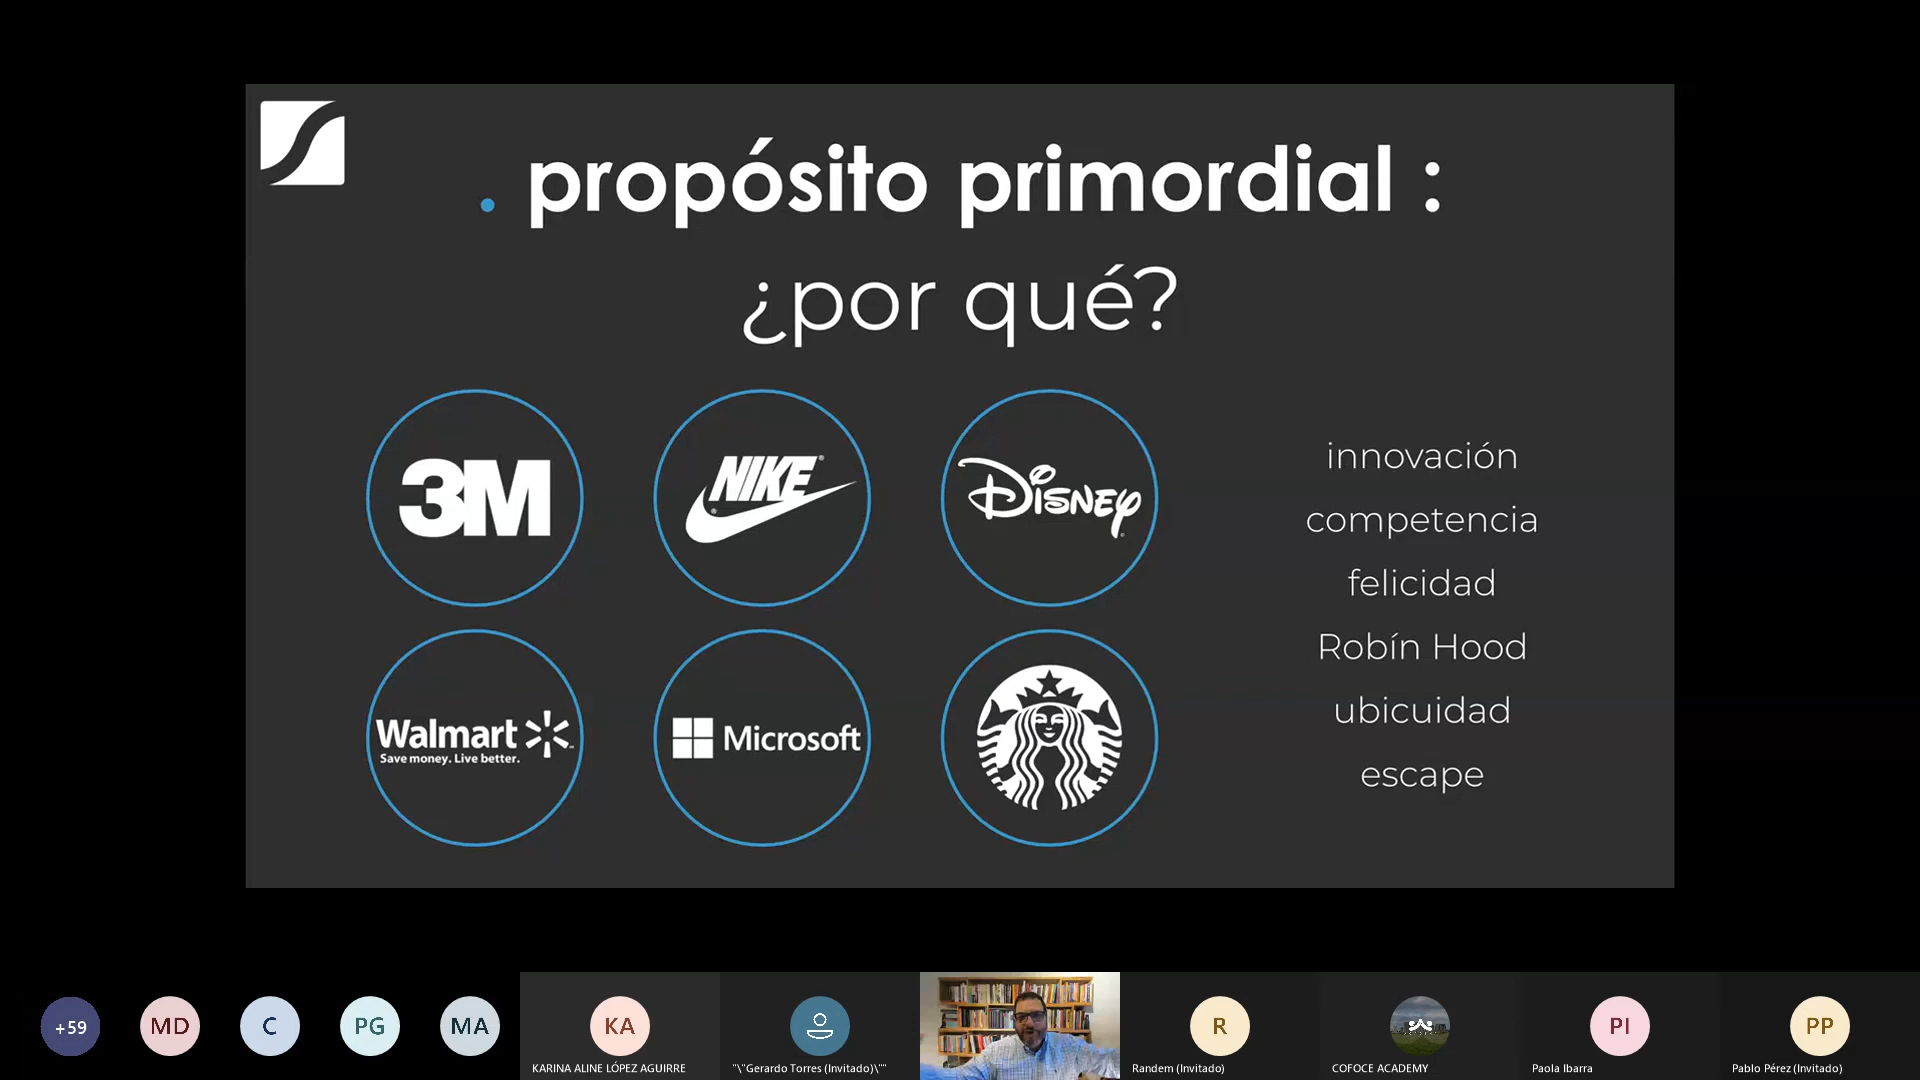 . propósito primordial :
¿por qué?
3M
NIKE
Disney
innovación
competencia
felicidad
Robín Hood
ubicuidad
escape
Walmart
Save money. Live better.
Microsoft
+59
MD
C
PG
MA
KA
R
PI
PP
KARINA ALINE LÓPEZ AGUIRRE
"\"Gerardo Torres (Invitado)\""
Randem (Invitado)
COFOCE ACADEMY
Paola Ibarra
Pablo Pérez (Invitado)